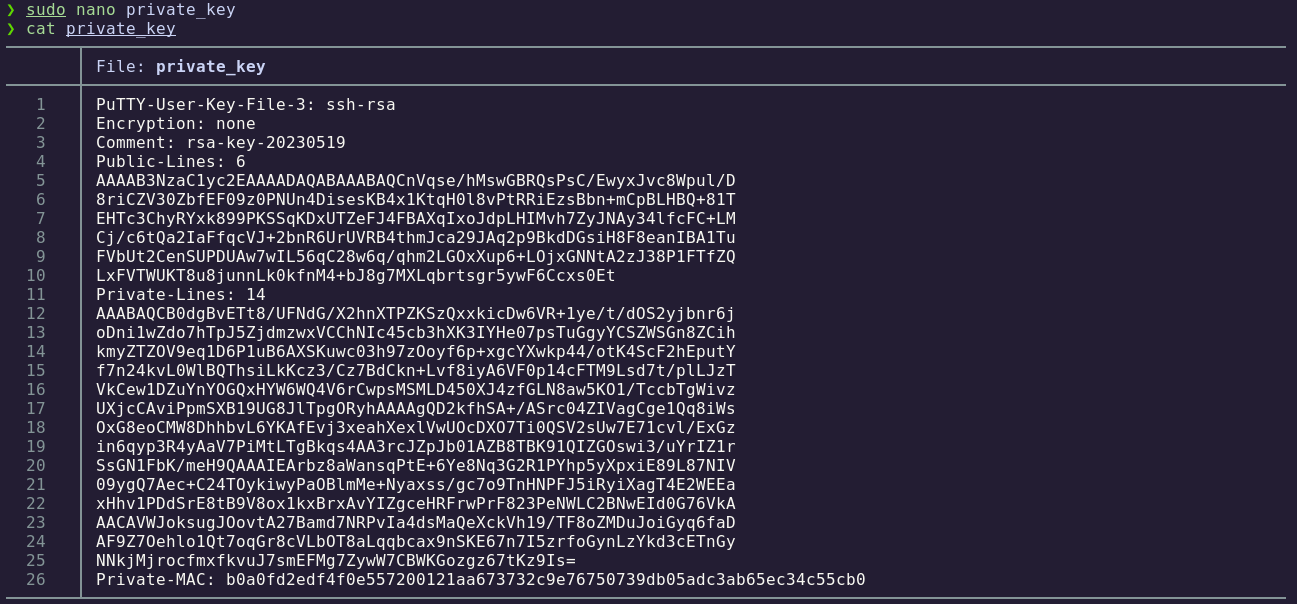 ❯ sudo nano private_key
❯ cat private_key
File: private_key
1 PuTTY-User-Key-File-3: ssh-rsa
2 Encryption: none
3 Comment: rsa-key-20230519
4 Public-Lines: 6
5 AAAAB3NzaC1yc2EAAAADAQABAAABAQCnVqse/hMswGBRQsPsC/EwyxJvc8Wpul/D
6 8riCZV30ZbfEF09z0PNUn4DisesKB4x1KtqH0l8vPtRRiEzsBbn+mCpBLHBQ+81T
7 EHTc3ChyRYxk899PKSSqKDxUTZeFJ4FBAXqIxoJdpLHIMvh7ZyJNAy34lfcFC+LM
8 Cj/c6tQa2IaFfqcVJ+2bnR6UrUVRB4thmJca29JAq2p9BkdDGsiH8F8eanIBA1Tu
9 FVbUt2CenSUPDUAw7wIL56qC28w6q/qhm2LGOxXup6+LOjxGNNtA2zJ38P1FTfZQ
10 LxFVTWUKT8u8junnLk0kfnM4+bJ8g7MXLqbrtsgr5ywF6Ccxs0Et
11 Private-Lines: 14
12 AAABAQCB0dgBvETt8/UFNdG/X2hnXTPZKSzQxxkicDw6VR+1ye/t/dOS2yjbnr6j
13 oDni1wZdo7hTpJ5ZjdmzwxVCChNIc45cb3hXK3IYHe07psTuGgyYCSZWSGn8ZCih
14 kmyZTZOV9eq1D6P1uB6AXSKuwc03h97zOoyf6p+xgcYXwkp44/otK4ScF2hEputY
15 f7n24kvL0WlBQThsiLkKcz3/Cz7BdCkn+Lvf8iyA6VF0p14cFTM9Lsd7t/plLJzT
16 VkCew1DZuYnYOGQxHYW6WQ4V6rCwpsMSMLD450XJ4zfGLN8aw5KO1/TccbTgWivz
17 UXjcCAviPpmSXB19UG8JlTpgORyhAAAAgQD2kfhSA+/ASrc04ZIVagCge1Qq8iWs
18 OxG8eoCMW8DhhbvL6YKAfEvj3xeahXexlVwUOcDXO7Ti0QSV2sUw7E71cvl/ExGz
19 in6qyp3R4yAaV7PiMtLTgBkqs4AA3rcJZpJb01AZB8TBK91QIZGOswi3/uYrIZ1r
20 SsGN1FbK/meH9QAAAIEArbz8aWansqPtE+6Ye8Nq3G2R1PYhp5yXpxiE89L87NIV
21 09ygQ7Aec+C24TOykiwyPaOBlmMe+Nyaxss/gc7o9TnHNPFJ5iRyiXagT4E2WEEa
22 xHhv1PDdSrE8tB9V8ox1kxBrxAvYIZgceHRFrwPrF823PeNWLC2BNwEId0G76VkA
23 AACAVWJoksugJOovtA27Bamd7NRPvIa4dsMaQeXckVh19/TF8oZMDuJoiGyq6faD
24 AF9Z7Oehlo1Qt7oqGr8cVLbOT8aLqqbcax9nSKE67n7I5zrfoGynLzYkd3cETnGy
25 NNkjMjrocfmxfkvuJ7smEFMg7ZywW7CBWKGozgz67tKz9Is=
26 Private-MAC: b0a0fd2edf4f0e557200121aa673732c9e76750739db05adc3ab65ec34c55cb0